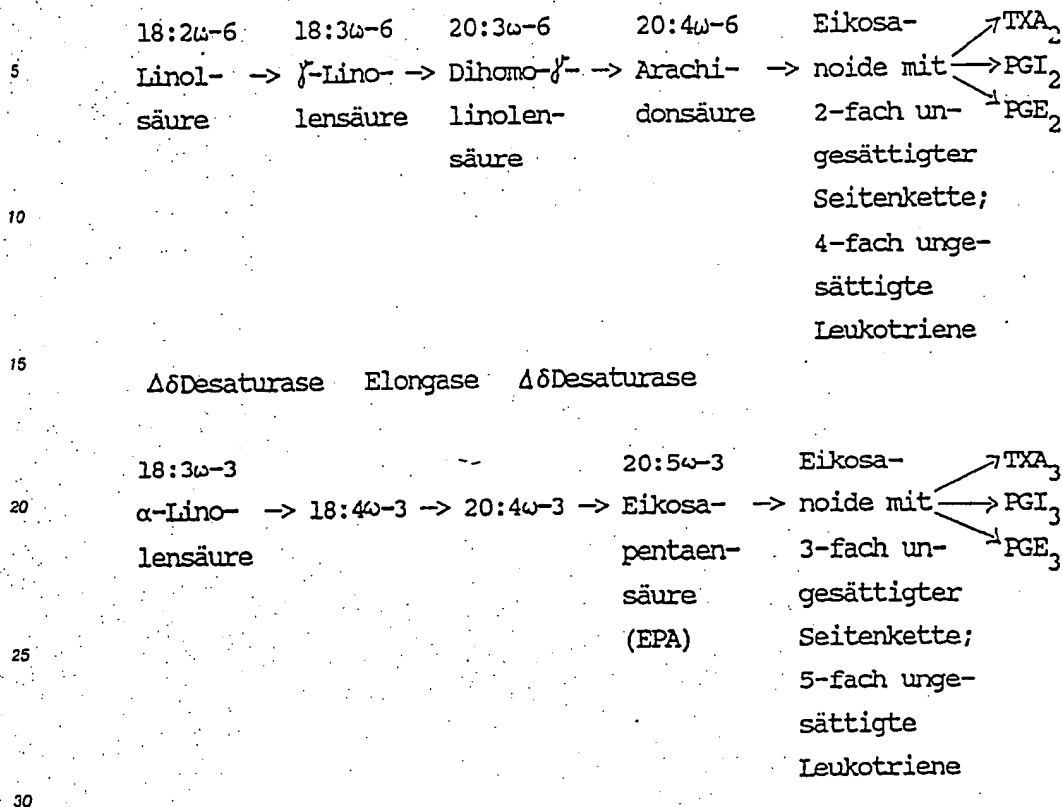 18:2ω-6 18:3ω-6 20:3ω-6 20:4ω-6 Eikosa- TXA2
5 Linol- -> γ-Lino- -> Dihomo-γ- -> Arachi- -> noide mit PGI2
säure lensäure linolen- donsäure 2-fach un- PGE2
säure gesättigter
10 Seitenkette;
4-fach unge-
sättigte
Leukotriene
15 ΔδDesaturase Elongase ΔδDesaturase
18:3ω-3 20:5ω-3 Eikosa- TXA3
20 α-Lino- -> 18:4ω-3 -> 20:4ω-3 -> Eikosa- -> noide mit PGI3
lensäure pentaen- 3-fach un- PGE3
säure gesättigter
25 (EPA) Seitenkette;
5-fach unge-
sättigte
Leukotriene
30